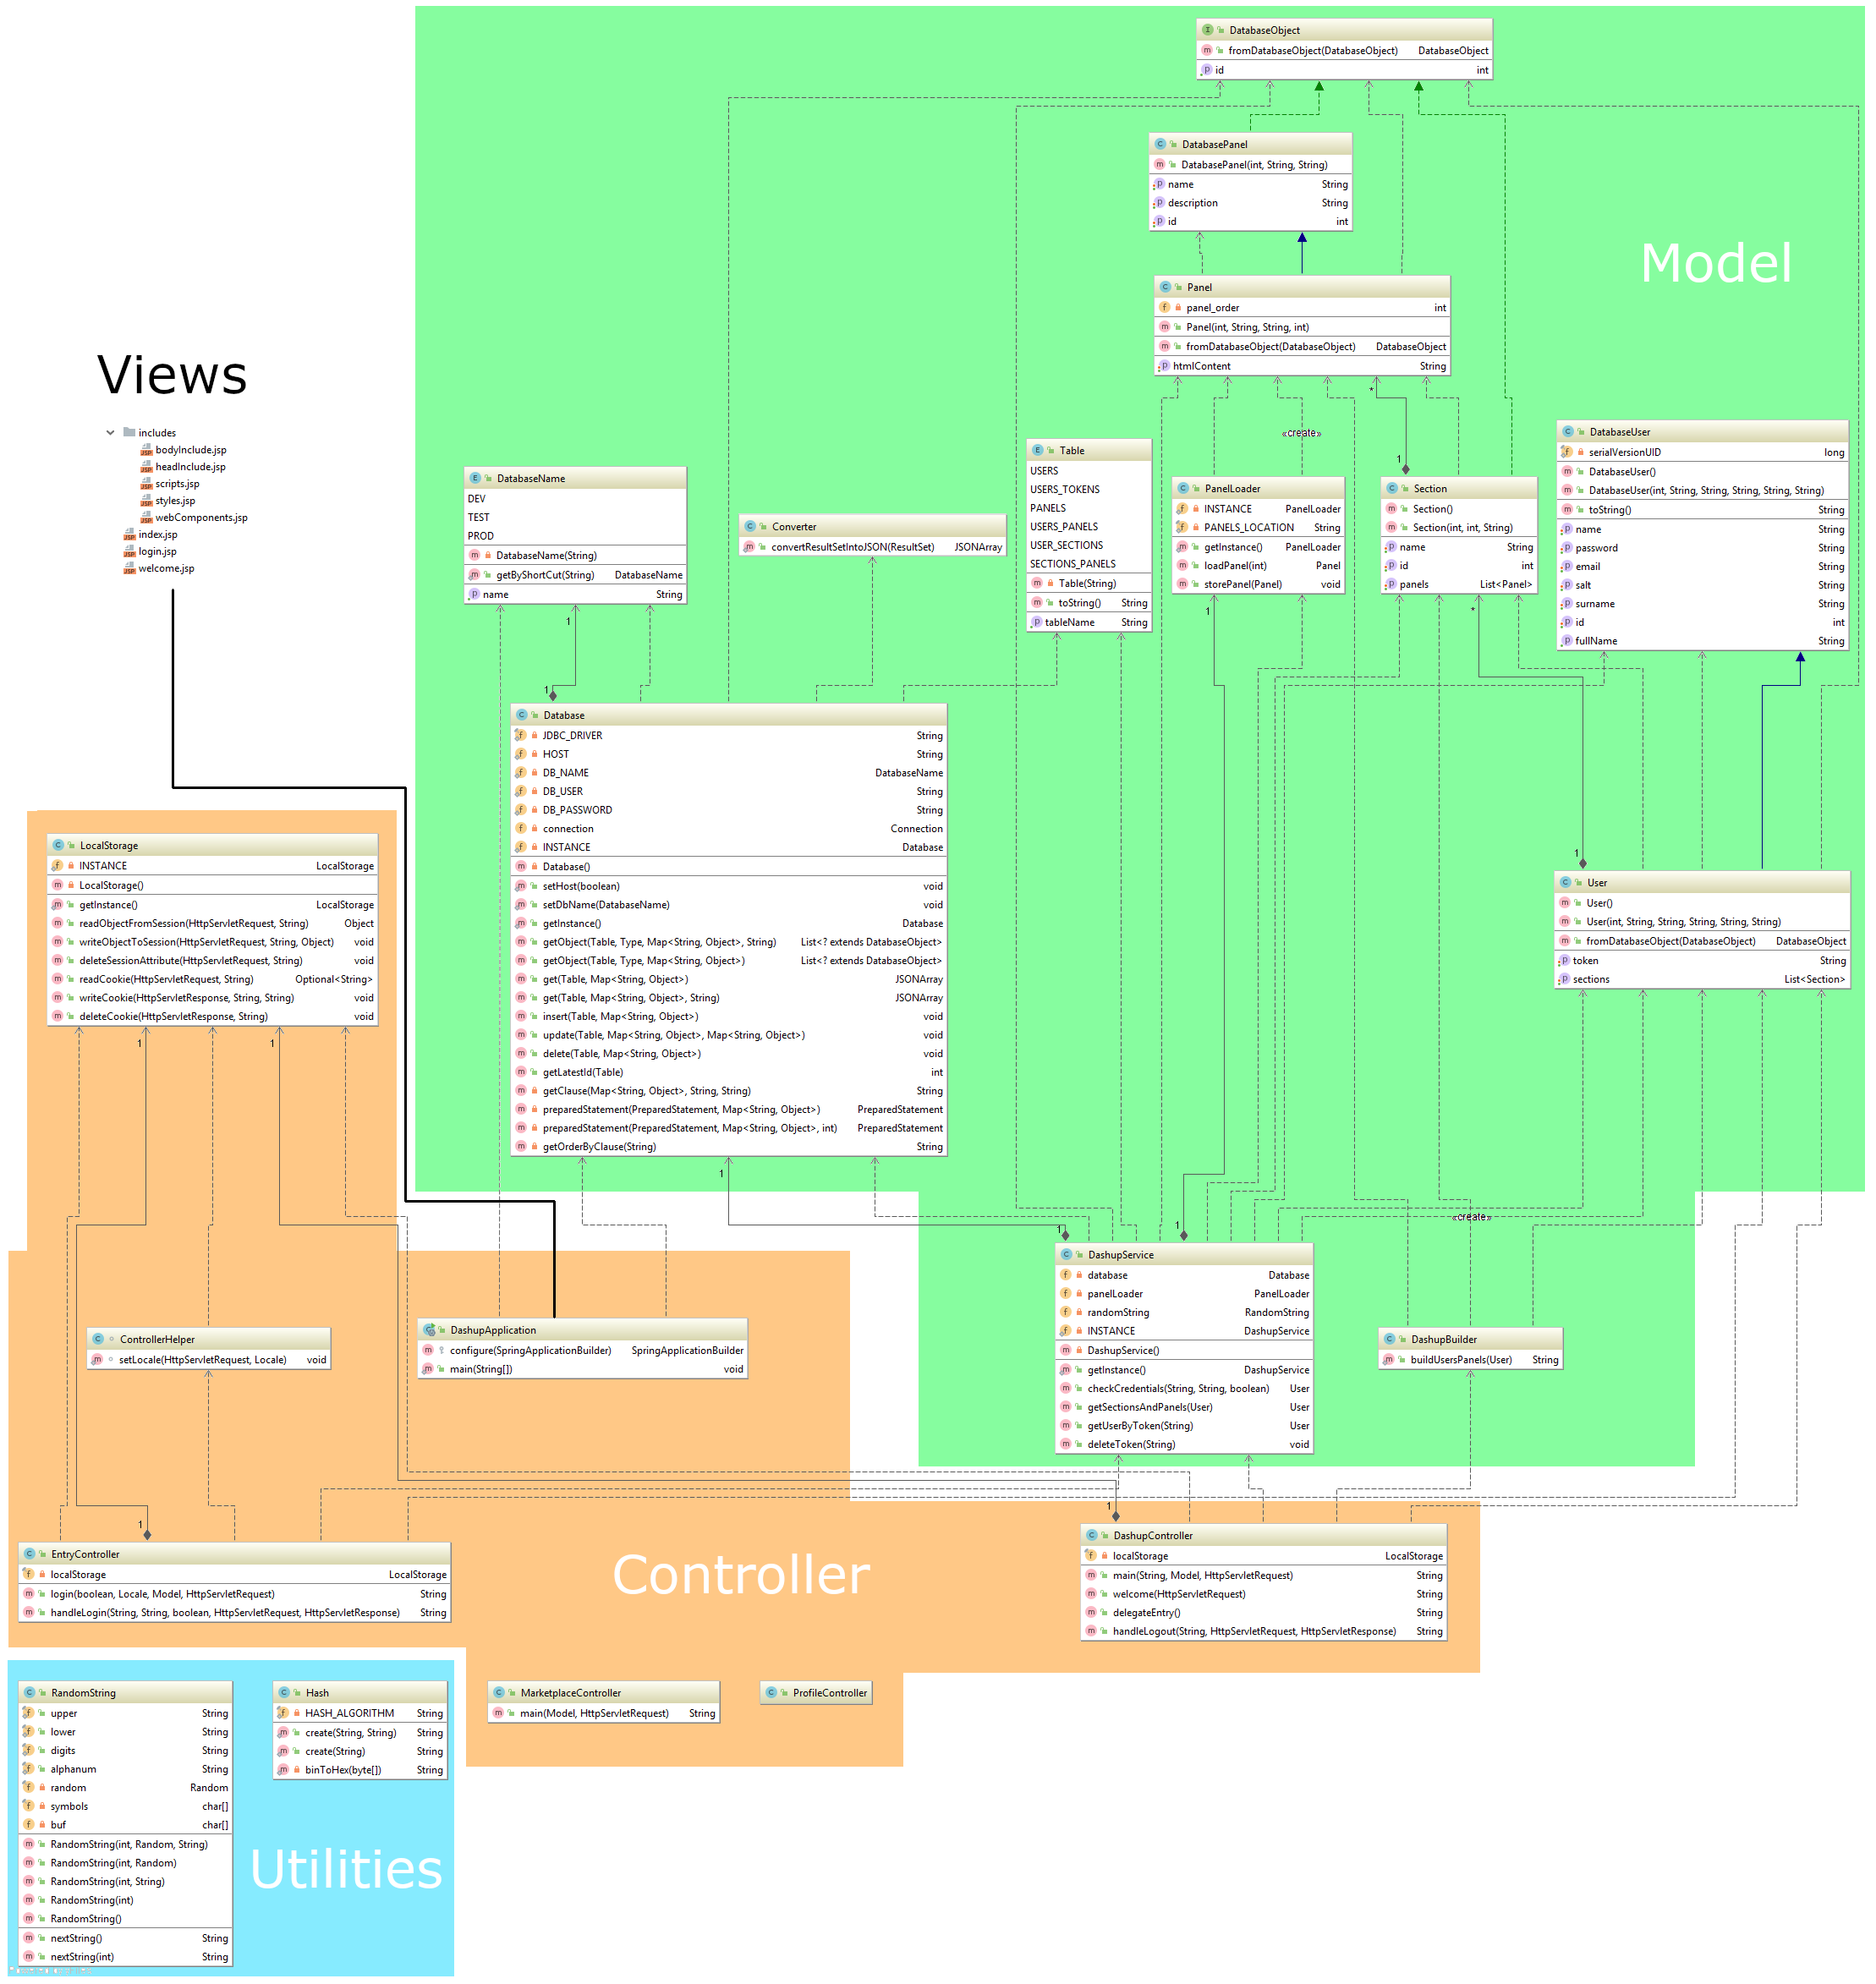 DatabaseObject
fromDatabaseObject(DatabaseObject) DatabaseObject
id int
DatabasePanel
DatabasePanel(int, String, String)
name String
description String
id int
Model
Panel
panel_order int
Panel(int, String, String, int)
fromDatabaseObject(DatabaseObject) DatabaseObject
htmlContent String
Views
includes
bodyInclude.jsp
headInclude.jsp
scripts.jsp
styles.jsp
webComponents.jsp
index.jsp
login.jsp
welcome.jsp
DatabaseName
DEV
TEST
PROD
DatabaseName(String)
getByShortCut(String) DatabaseName
name String
Converter
convertResultSetIntoJSON(ResultSet) JSONArray
Table
USERS
USERS_TOKENS
PANELS
USERS_PANELS
USER_SECTIONS
SECTIONS_PANELS
Table(String)
toString() String
tableName String
«create»
PanelLoader
INSTANCE PanelLoader
PANELS_LOCATION String
getInstance() PanelLoader
loadPanel(int) Panel
storePanel(Panel) void
*
1
Section
Section()
Section(int, int, String)
name String
id int
panels List<Panel>
DatabaseUser
serialVersionUID long
DatabaseUser()
DatabaseUser(int, String, String, String, String, String)
toString() String
name String
password String
email String
salt String
surname String
id int
fullName String
1
1
1
*
1
Database
JDBC_DRIVER String
HOST String
DB_NAME DatabaseName
DB_USER String
DB_PASSWORD String
connection Connection
INSTANCE Database
Database()
setHost(boolean) void
setDbName(DatabaseName) void
getInstance() Database
getObject(Table, Type, Map<String, Object>, String) List<? extends DatabaseObject>
getObject(Table, Type, Map<String, Object>) List<? extends DatabaseObject>
get(Table, Map<String, Object>) JSONArray
get(Table, Map<String, Object>, String) JSONArray
insert(Table, Map<String, Object>) void
update(Table, Map<String, Object>, Map<String, Object>) void
delete(Table, Map<String, Object>) void
getLatestId(Table) int
getClause(Map<String, Object>, String, String) String
preparedStatement(PreparedStatement, Map<String, Object>) PreparedStatement
preparedStatement(PreparedStatement, Map<String, Object>, int) PreparedStatement
getOrderByClause(String) String
LocalStorage
INSTANCE LocalStorage
LocalStorage()
getInstance() LocalStorage
readObjectFromSession(HttpServletRequest, String) Object
writeObjectToSession(HttpServletRequest, String, Object) void
deleteSessionAttribute(HttpServletRequest, String) void
readCookie(HttpServletRequest, String) Optional<String>
writeCookie(HttpServletResponse, String, String) void
deleteCookie(HttpServletResponse, String) void
1
1
User
User()
User(int, String, String, String, String, String)
fromDatabaseObject(DatabaseObject) DatabaseObject
token String
sections List<Section>
1
1
1
«create»
DashupService
database Database
panelLoader PanelLoader
randomString RandomString
INSTANCE DashupService
DashupService()
getInstance() DashupService
checkCredentials(String, String, boolean) User
getSectionsAndPanels(User) User
getUserByToken(String) User
deleteToken(String) void
DashupBuilder
buildUsersPanels(User) String
ControllerHelper
setLocale(HttpServletRequest, Locale) void
DashupApplication
configure(SpringApplicationBuilder) SpringApplicationBuilder
main(String[]) void
1
1
EntryController
localStorage LocalStorage
login(boolean, Locale, Model, HttpServletRequest) String
handleLogin(String, String, boolean, HttpServletRequest, HttpServletResponse) String
Controller
DashupController
localStorage LocalStorage
main(String, Model, HttpServletRequest) String
welcome(HttpServletRequest) String
delegateEntry() String
handleLogout(String, HttpServletRequest, HttpServletResponse) String
RandomString
upper String
lower String
digits String
alphanum String
random Random
symbols char[]
buf char[]
RandomString(int, Random, String)
RandomString(int, Random)
RandomString(int, String)
RandomString(int)
RandomString()
nextString() String
nextString(int) String
Hash
HASH_ALGORITHM String
create(String, String) String
create(String) String
binToHex(byte[]) String
Utilities
MarketplaceController
main(Model, HttpServletRequest) String
ProfileController